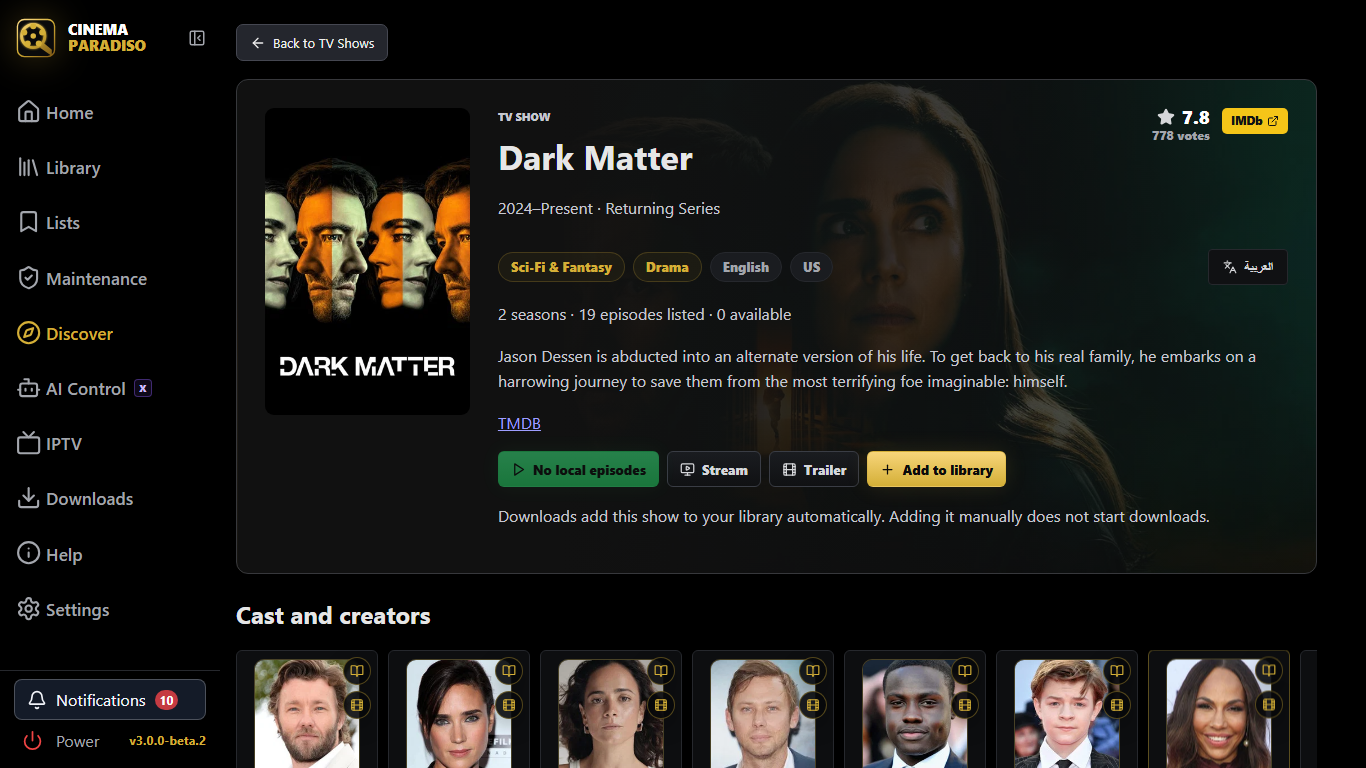 CINEMA
PARADISO
Back to TV Shows
Home
Library
Lists
Maintenance
Discover
AI Control x
IPTV
Downloads
Help
Settings
Notifications 10
Power v3.0.0-beta.2
DARK MATTER
TV SHOW
7.8
778 votes
IMDb
Dark Matter
2024–Present · Returning Series
Sci-Fi & Fantasy
Drama
English
US
العربية
2 seasons · 19 episodes listed · 0 available
Jason Dessen is abducted into an alternate version of his life. To get back to his real family, he embarks on a
harrowing journey to save them from the most terrifying foe imaginable: himself.
TMDB
No local episodes
Stream
Trailer
Add to library
Downloads add this show to your library automatically. Adding it manually does not start downloads.
Cast and creators